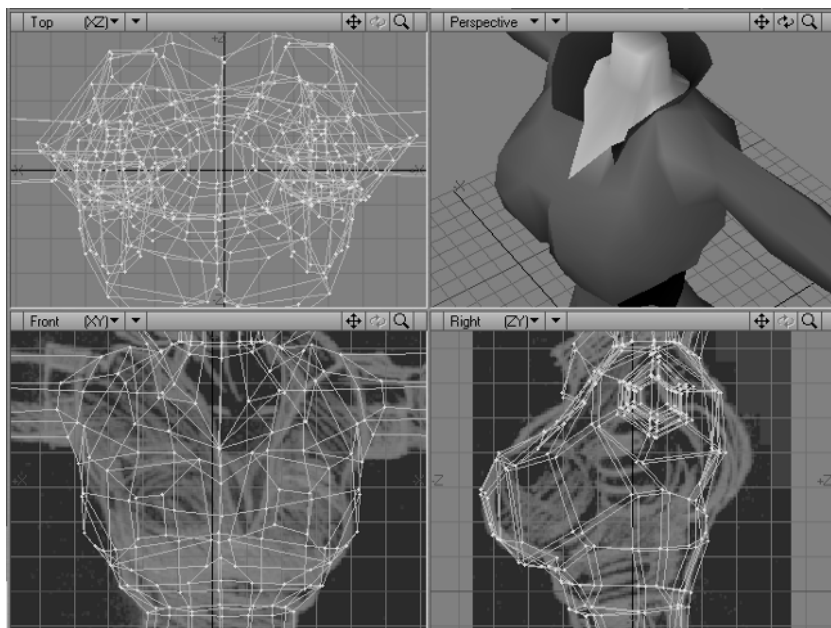 Top (XZ)
Perspective
+Z
-X
+X
-Z
X
Front (XY)
Right (ZY)
+X
-Z
+Z